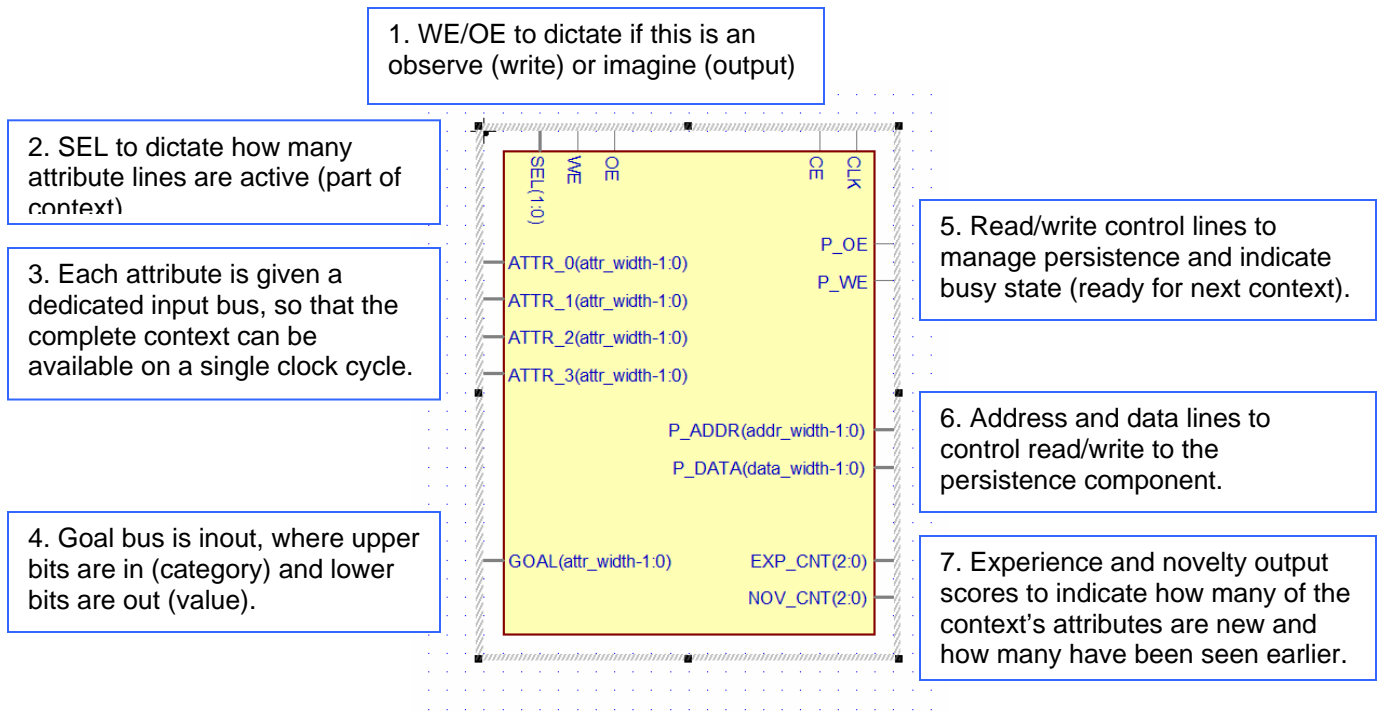 1. WE/OE to dictate if this is an
observe (write) or imagine (output)
2. SEL to dictate how many
attribute lines are active (part of
context)
3. Each attribute is given a
dedicated input bus, so that the
complete context can be
available on a single clock cycle.
4. Goal bus is inout, where upper
bits are in (category) and lower
bits are out (value).
SEL(1:0)
WE
OE
CE
CLK
P_OE
P_WE
ATTR_0(attr_width-1:0)
ATTR_1(attr_width-1:0)
ATTR_2(attr_width-1:0)
ATTR_3(attr_width-1:0)
P_ADDR(addr_width-1:0)
P_DATA(data_width-1:0)
GOAL(attr_width-1:0)
EXP_CNT(2:0)
NOV_CNT(2:0)
5. Read/write control lines to
manage persistence and indicate
busy state (ready for next context).
6. Address and data lines to
control read/write to the
persistence component.
7. Experience and novelty output
scores to indicate how many of the
context's attributes are new and
how many have been seen earlier.